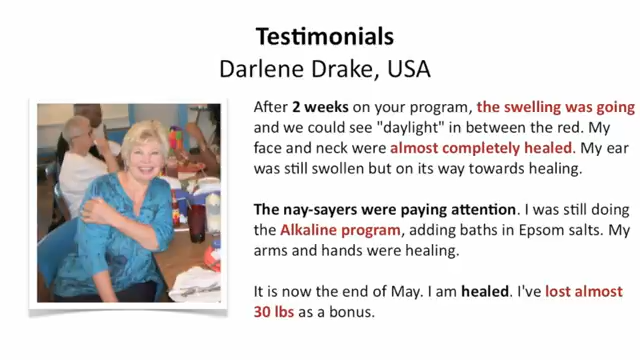 Testimonials
Darlene Drake, USA
After 2 weeks on your program, the swelling was going
and we could see "daylight" in between the red. My
face and neck were almost completely healed. My ear
was still swollen but on its way towards healing.
The nay-sayers were paying attention. I was still doing
the Alkaline program, adding baths in Epsom salts. My
arms and hands were healing.
It is now the end of May. I am healed. I've lost almost
30 lbs as a bonus.